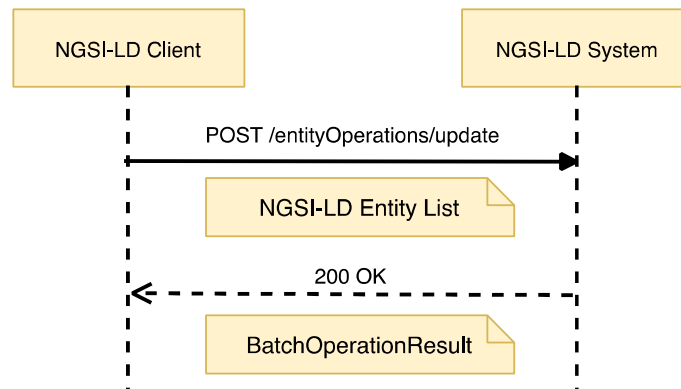 NGSI-LD Client
NGSI-LD System
POST /entityOperations/update
NGSI-LD Entity List
200 OK
BatchOperationResult